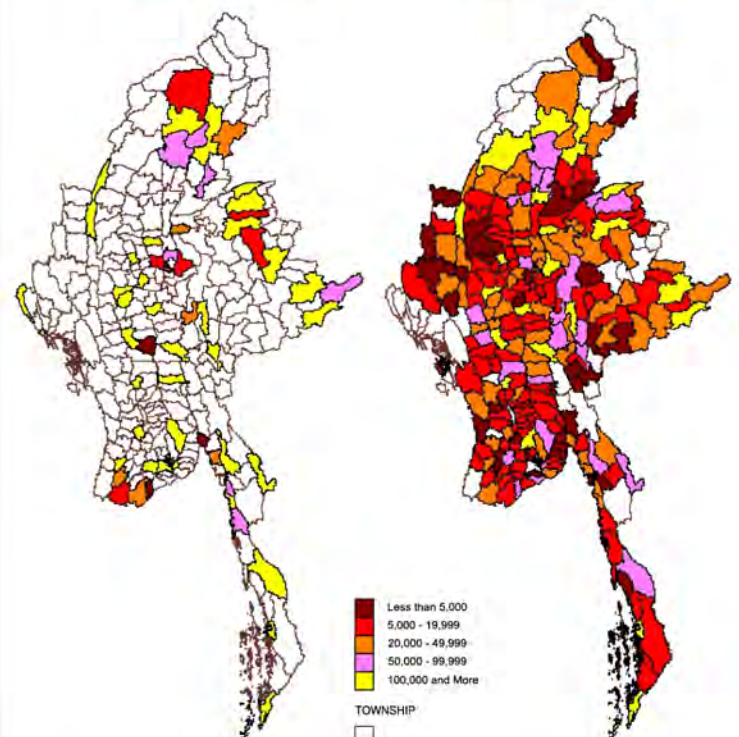 Less than 5,000
5,000 - 19,999
20,000 - 49,999
50,000 - 99,999
100,000 and More
TOWNSHIP